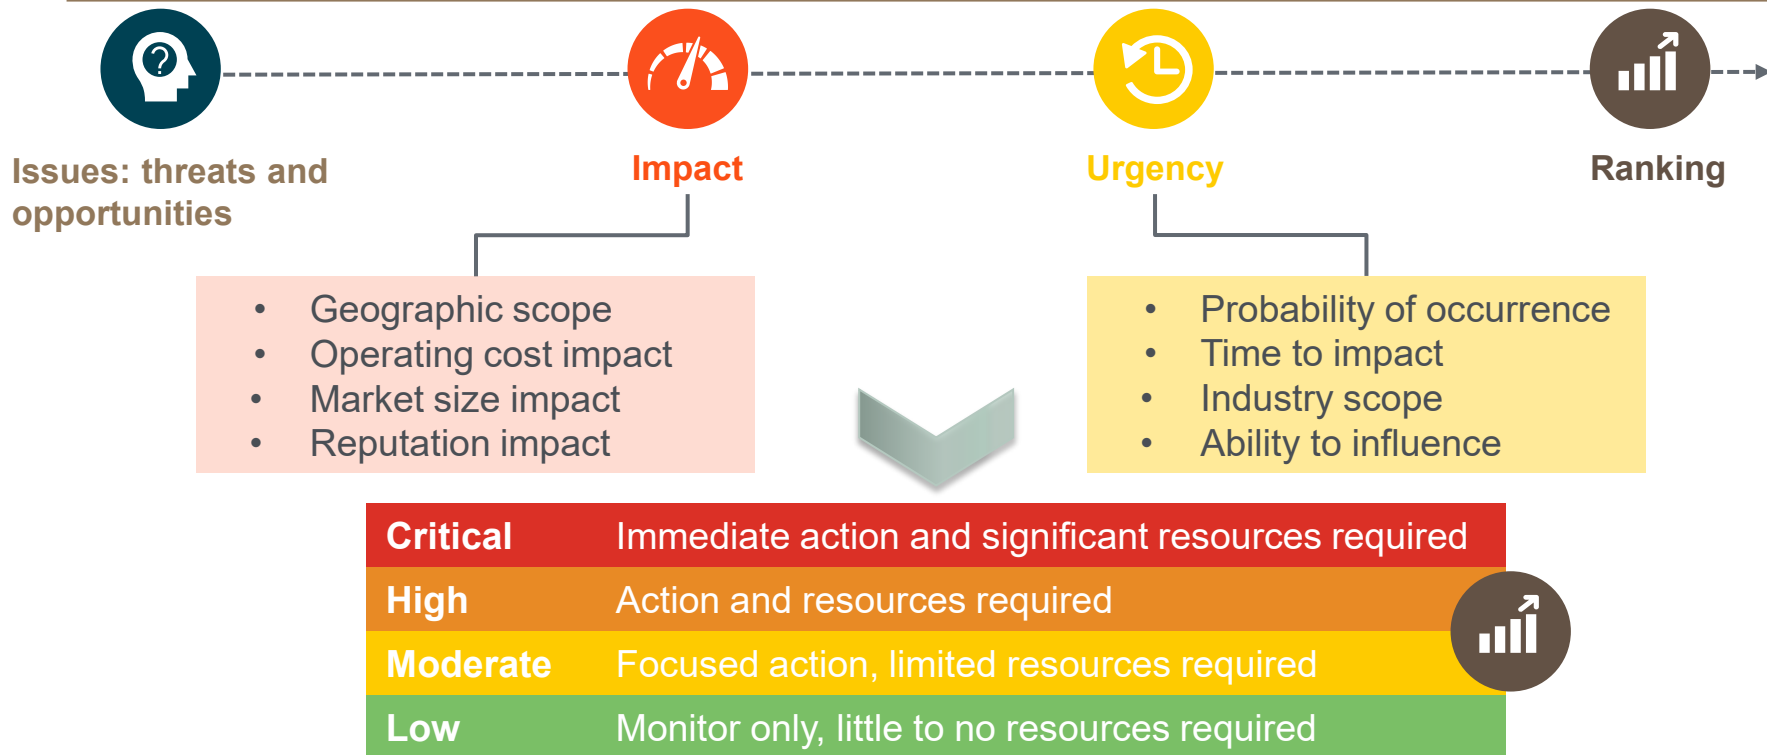 ?
Issues: threats and
opportunities
Impact
Urgency
Ranking
• Geographic scope
• Operating cost impact
• Market size impact
• Reputation impact
• Probability of occurrence
• Time to impact
• Industry scope
• Ability to influence
Critical Immediate action and significant resources required
High Action and resources required
Moderate Focused action, limited resources required
Low Monitor only, little to no resources required